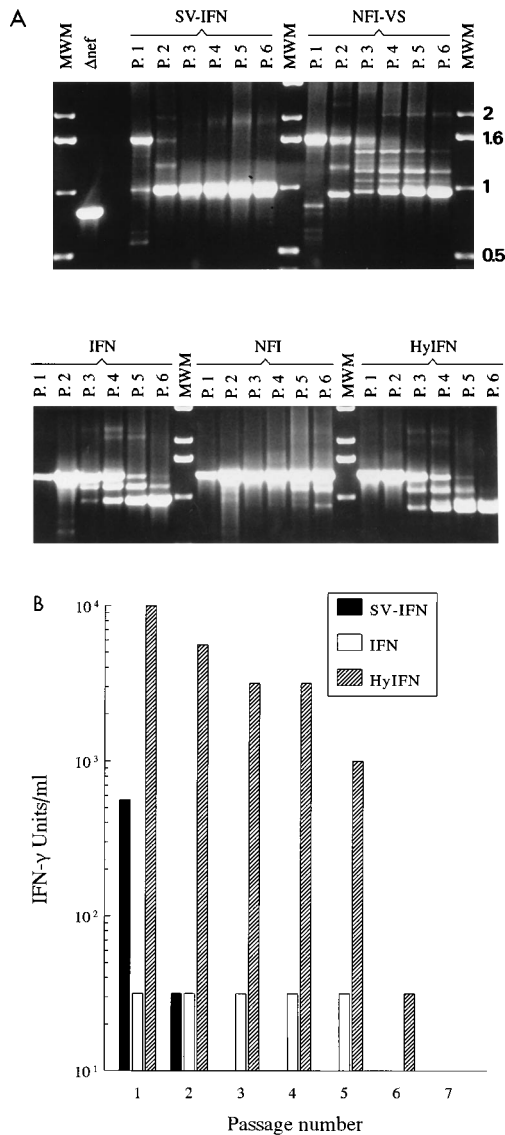 A
SV-IFN
NFI-VS
MWM
Δnef
P. 1
P. 2
P. 3
P. 4
P. 5
P. 6
MWM
P. 1
P. 2
P. 3
P. 4
P. 5
P. 6
MWM
2
1.6
1
0.5
IFN
NFI
HyIFN
P. 1
P. 2
P. 3
P. 4
P. 5
P. 6
MWM
P. 1
P. 2
P. 3
P. 4
P. 5
P. 6
MWM
P. 1
P. 2
P. 3
P. 4
P. 5
P. 6
B
SV-IFN
IFN
HyIFN
10⁴
10³
10²
10¹
IFN-γ Units/ml
1 2 3 4 5 6 7
Passage number